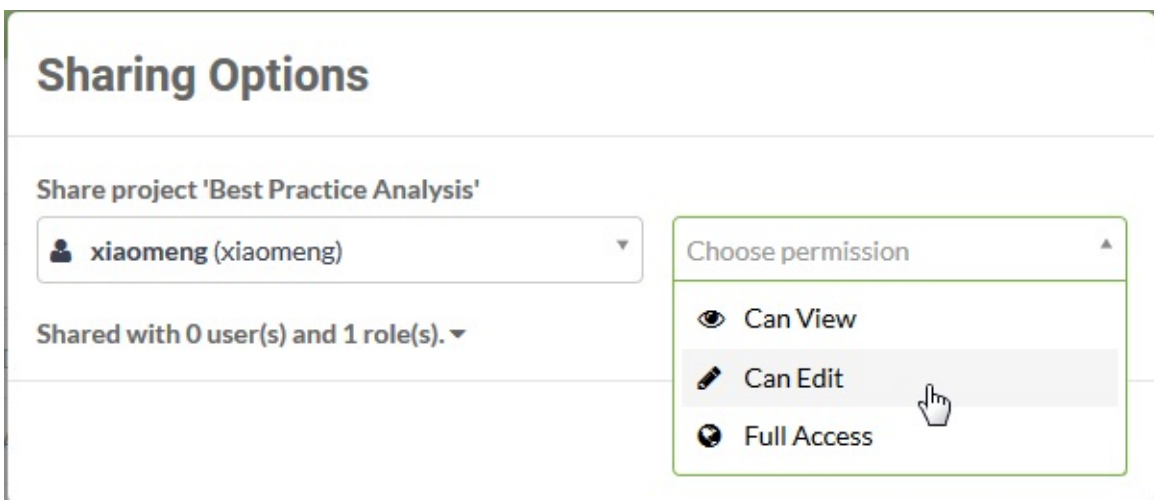 Sharing Options
Share project 'Best Practice Analysis'
xiaomeng (xiaomeng)
Choose permission
Can View
Can Edit
Full Access
Shared with 0 user(s) and 1 role(s).